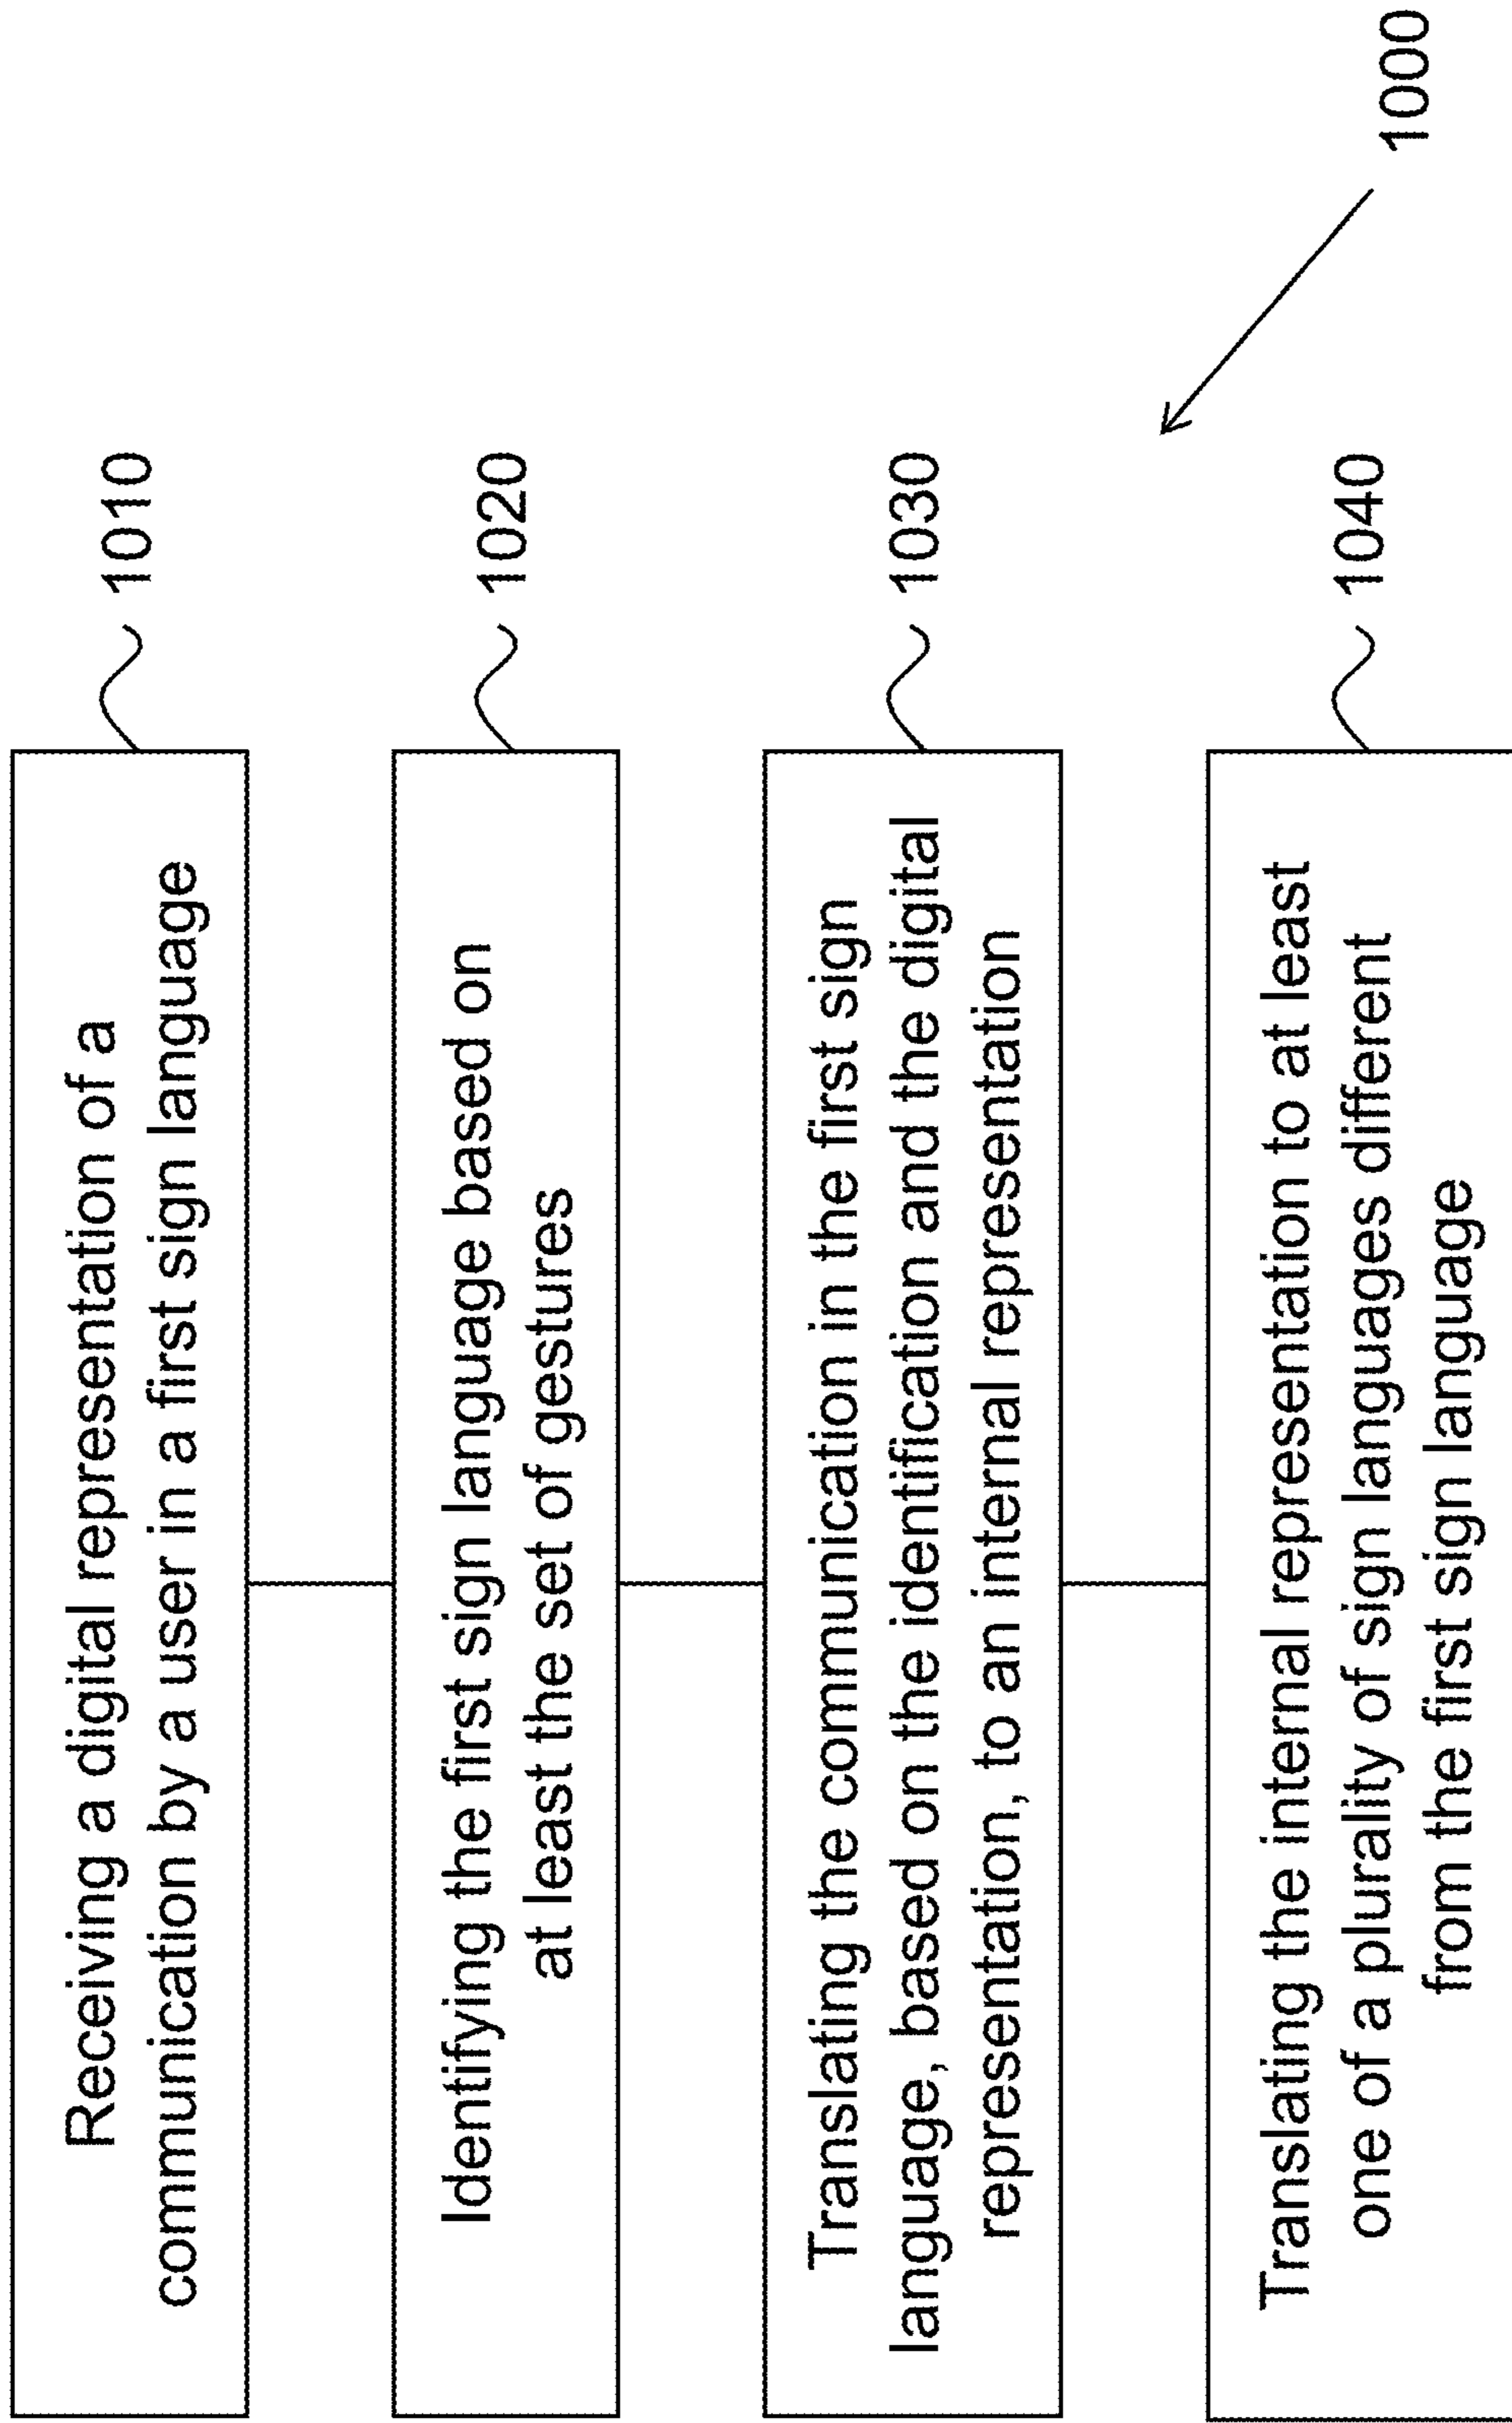 Receiving a digital representation of a
communication by a user in a first sign language
1010
Identifying the first sign language based on
at least the set of gestures
1020
Translating the communication in the first sign
language, based on the identification and the digital
representation, to an internal representation
1030
Translating the internal representation to at least
one of a plurality of sign languages different
from the first sign language
1040
1000